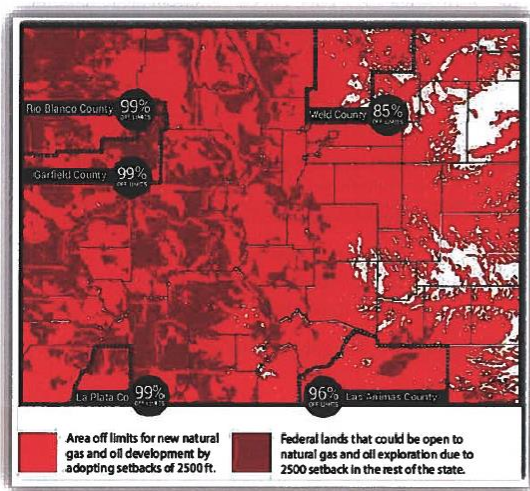 Rio Blanco County 99%
OFF LIMITS
Weld County 85%
OFF LIMITS
Garfield County 99%
OFF LIMITS
La Plata Co 99%
OFF LIMITS
96% Las Animas County
OFF LIMITS
Area off limits for new natural
gas and oil development by
adopting setbacks of 2500 ft.
Federal lands that could be open to
natural gas and oil exploration due to
2500 setback in the rest of the state.